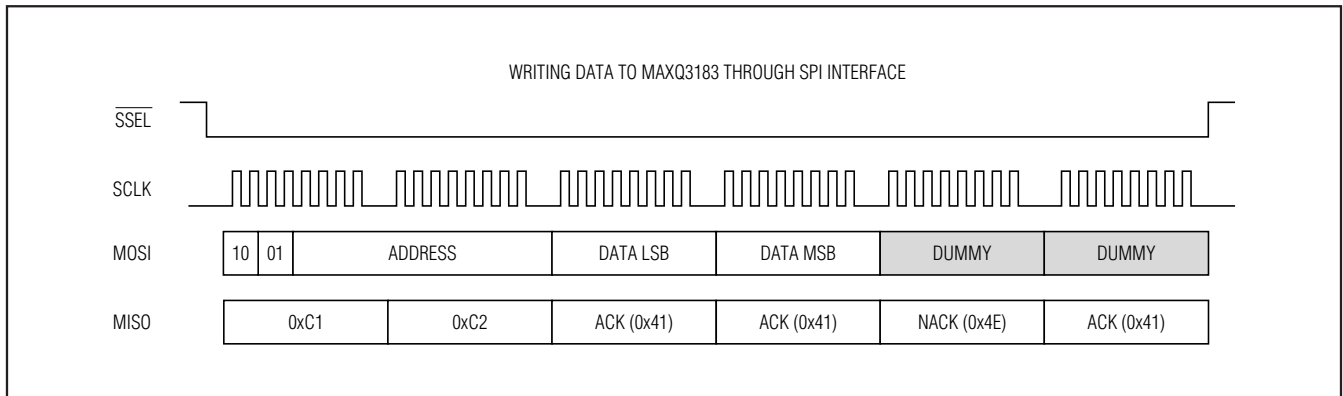 WRITING DATA TO MAXQ3183 THROUGH SPI INTERFACE
SSEL
SCLK
MOSI 10 01 ADDRESS DATA LSB DATA MSB DUMMY DUMMY
MISO 0xC1 0xC2 ACK (0x41) ACK (0x41) NACK (0x4E) ACK (0x41)